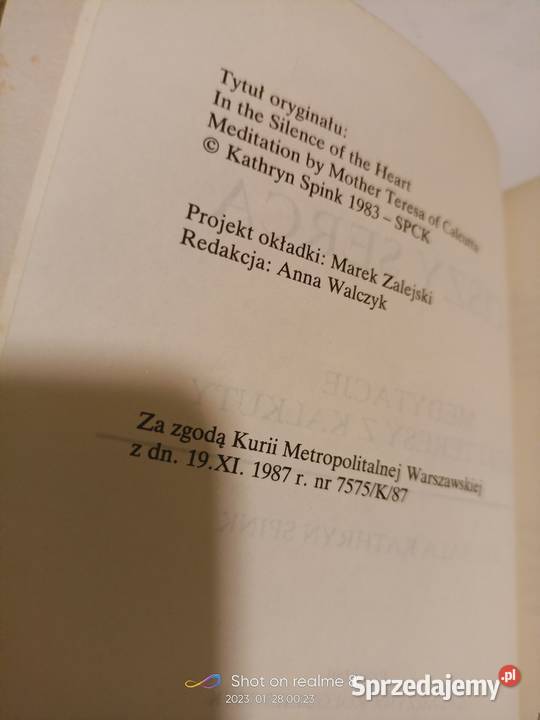 Tytuł oryginału:
In the Silence of the Heart
Meditation by Mother Teresa of Calcutta
© Kathryn Spink 1983 – SPCK
Projekt okładki: Marek Zalejski
Redakcja: Anna Walczyk
Za zgodą Kurii Metropolitalnej Warszawskiej
z dn. 19.XI. 1987 r. nr 7575/K/87
Shot on realme 8
2023.01.28 00:23
Sprzedajemy.pl